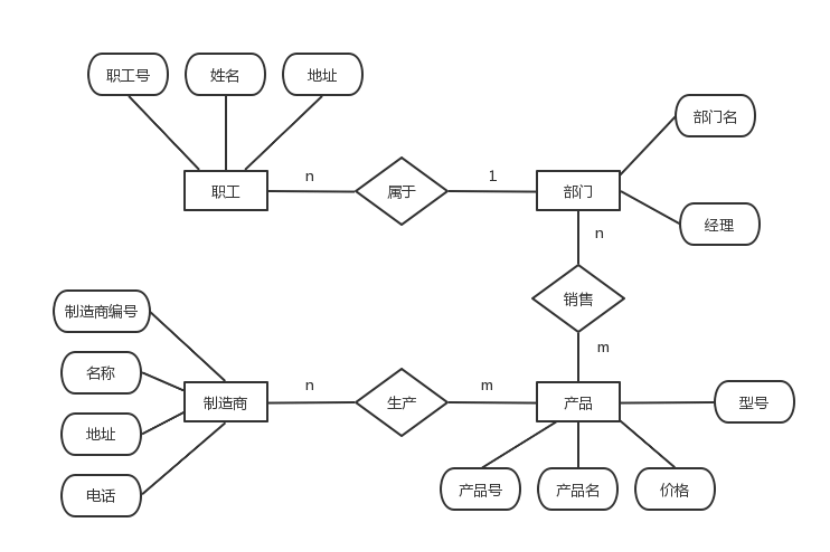 职工号
姓名
地址
部门名
职工
n
属于
1
部门
经理
n
销售
m
制造商编号
名称
地址
电话
制造商
n
生产
m
产品
型号
产品号
产品名
价格